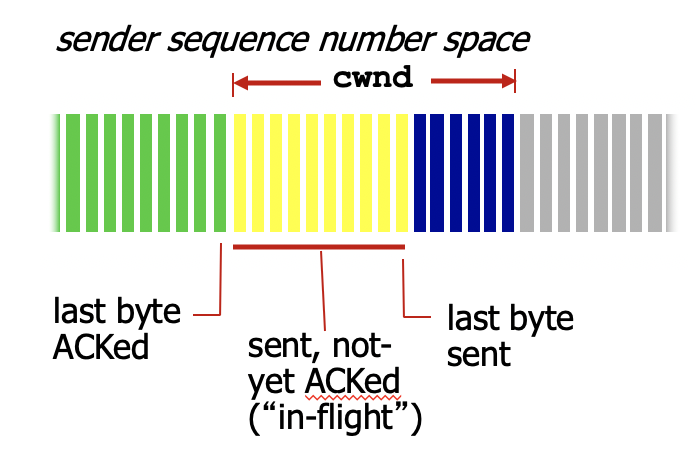 sender sequence number space
cwnd
last byte
ACKed
sent, not-
yet ACKed
(“in-flight”)
last byte
sent